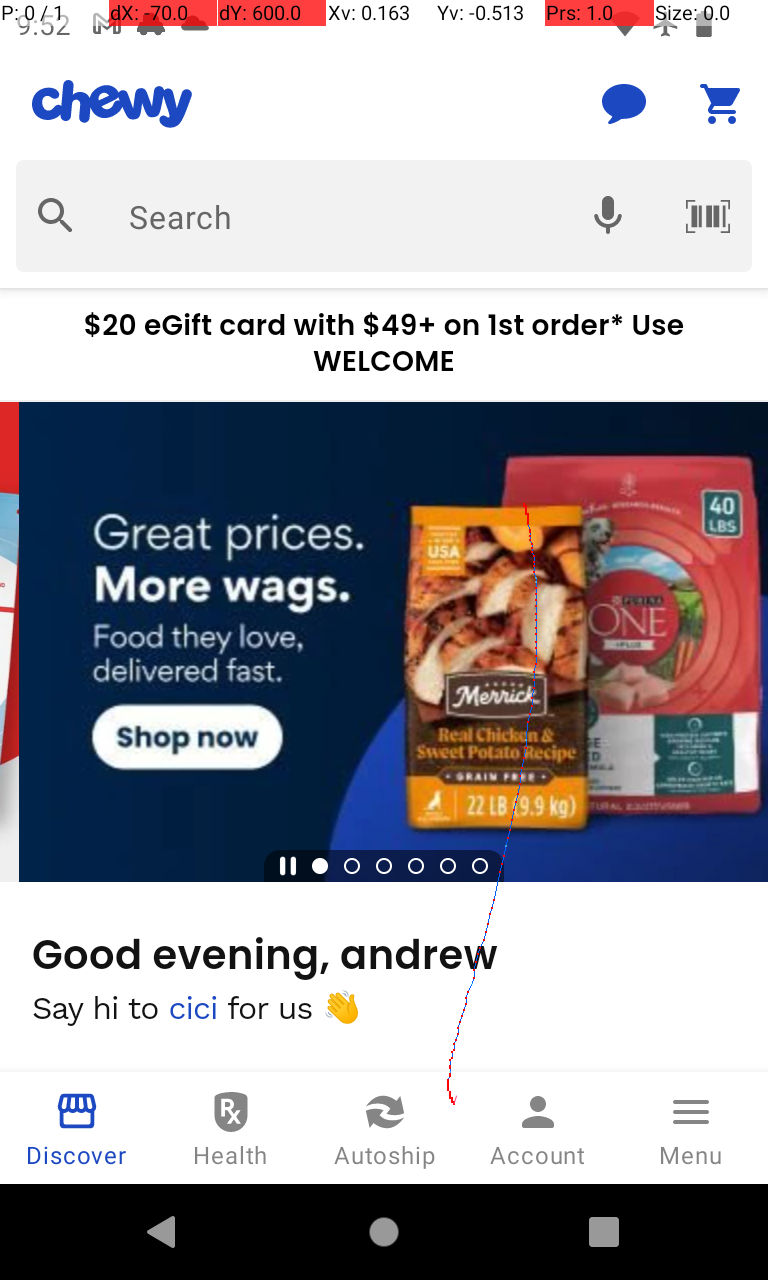 P: 0 / 1 dX: -70.0 dY: 600.0 Xv: 0.163 Yv: -0.513 Prs: 1.0 Size: 0.0
9:52
chewy
Search
$20 eGift card with $49+ on 1st order* Use
WELCOME
Great prices.
More wags.
Food they love,
delivered fast.
Shop now
USA
Merrick
Real Chicken &
Sweet Potato Recipe
GRAIN FREE
22 LB (9.9 kg)
40
LBS
PURINA
ONE
+PLUS
Good evening, andrew
Say hi to cici for us 👋
Discover
Health
Autoship
Account
Menu